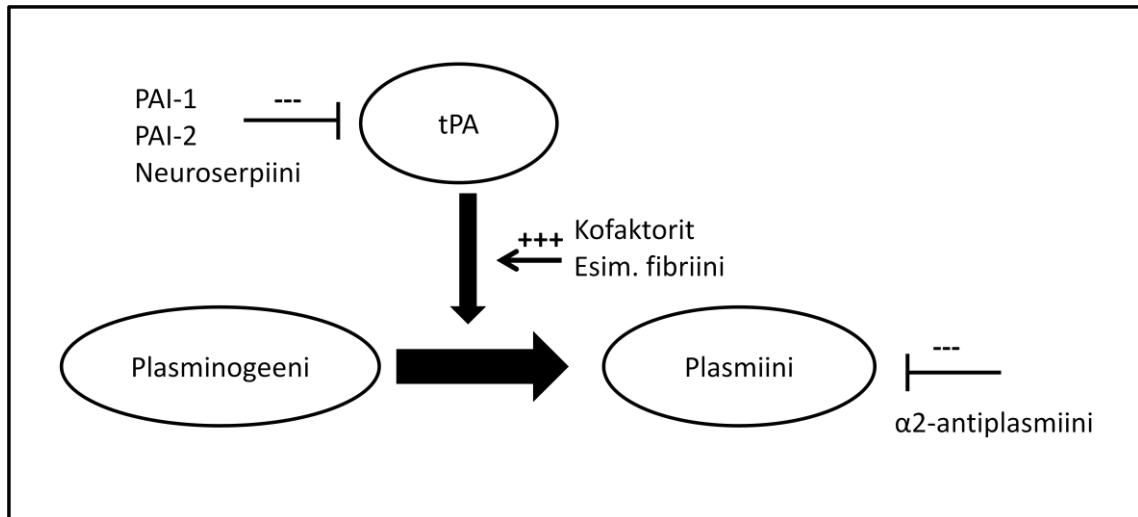 PAI-1
PAI-2
Neuroserpiini
---
tPA
+++
Kofaktorit
Esim. fibriini
Plasminogeeni
Plasmiini
---
α2-antiplasmiini